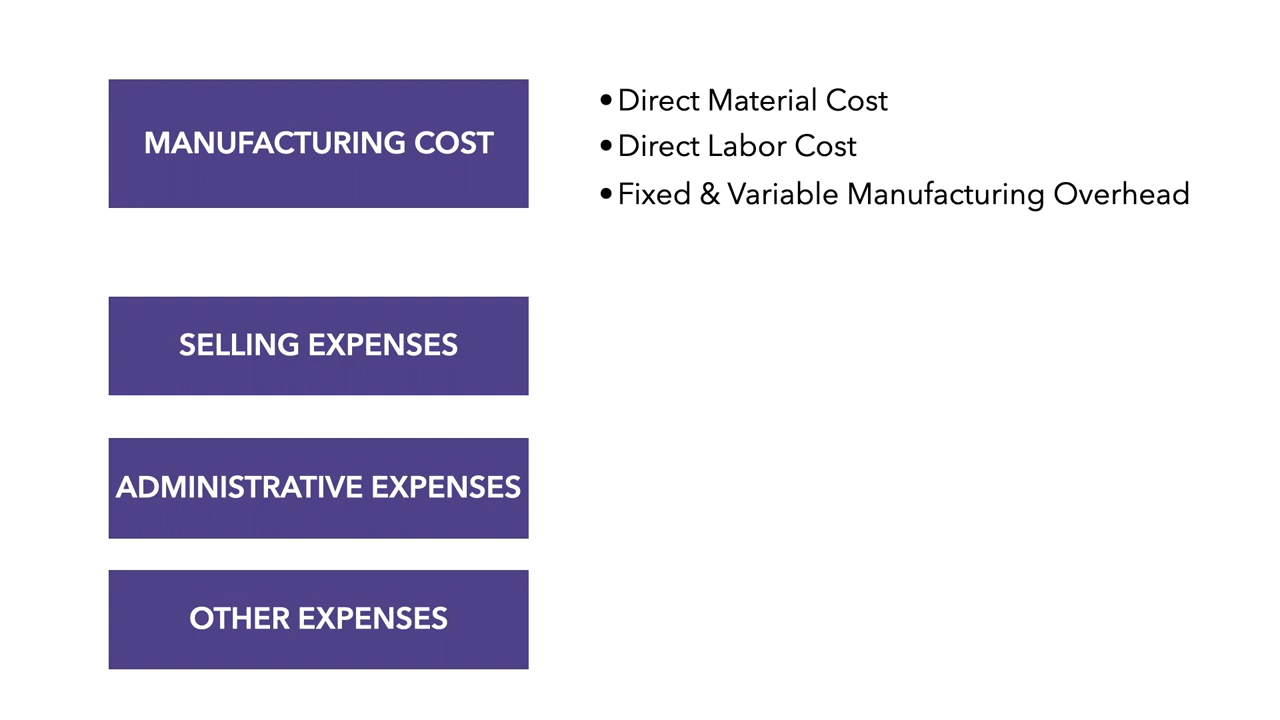 MANUFACTURING COST
• Direct Material Cost
• Direct Labor Cost
• Fixed & Variable Manufacturing Overhead
SELLING EXPENSES
ADMINISTRATIVE EXPENSES
OTHER EXPENSES